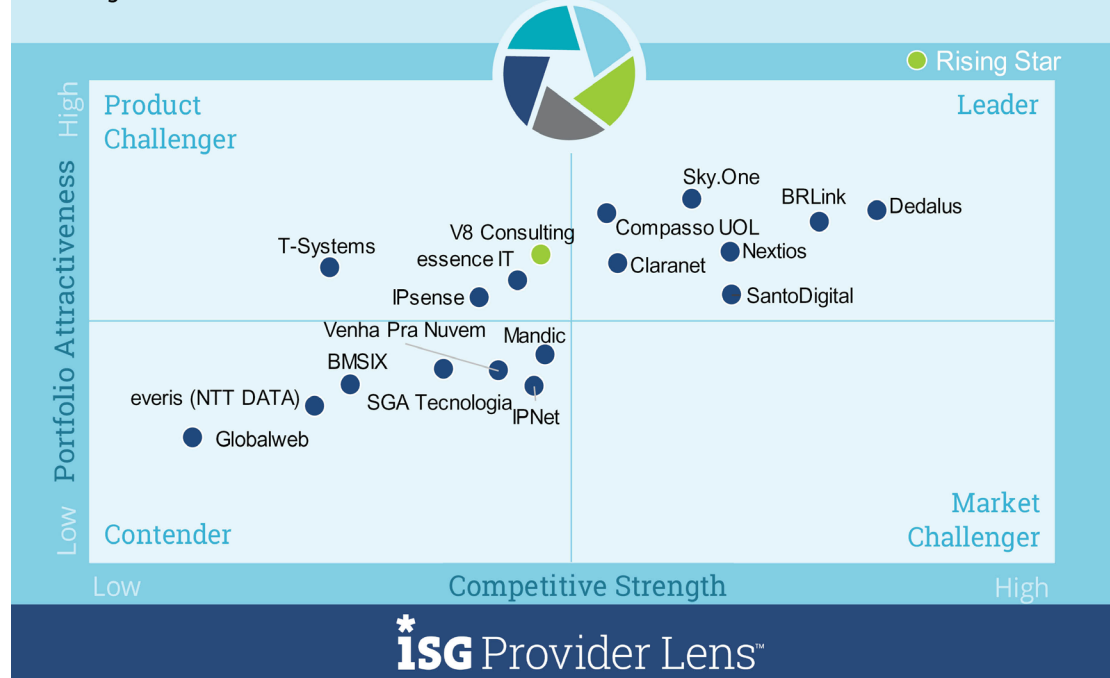 Rising Star
High
Product
Challenger
Leader
Sky.One
BRLink
Dedalus
Compasso UOL
V8 Consulting
T-Systems
essence IT
Nextios
Claranet
IPsense
SantoDigital
Portfolio Attractiveness
Venha Pra Nuvem
Mandic
BMSIX
everis (NTT DATA)
SGA Tecnologia
IPNet
Globalweb
Low
Contender
Market
Challenger
Low
Competitive Strength
High
ISG Provider Lens™